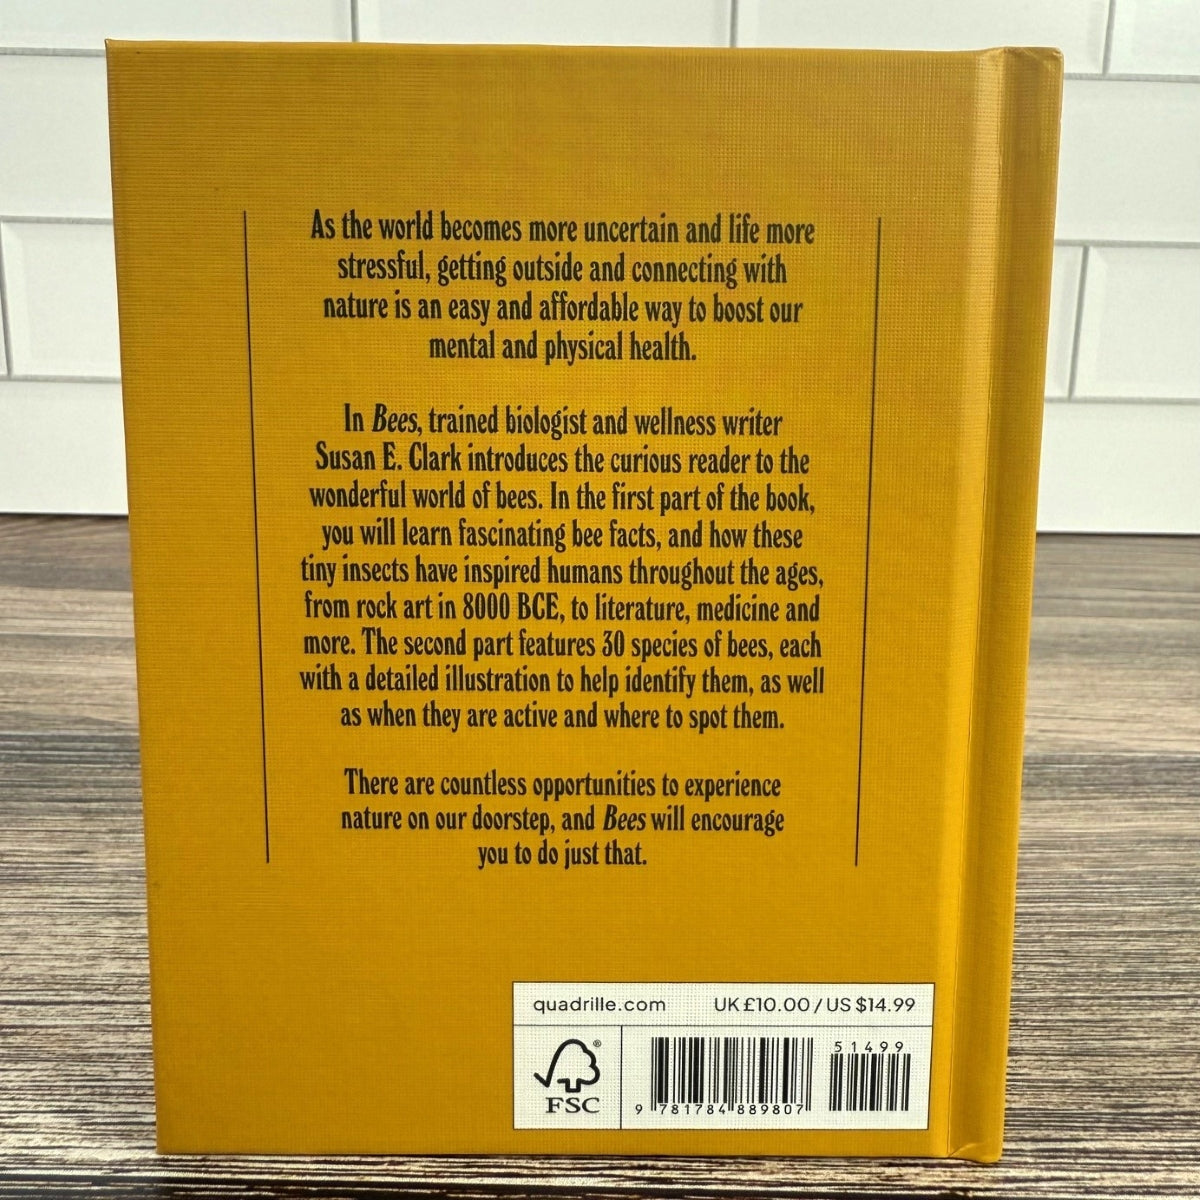 As the world becomes more uncertain and life more
stressful, getting outside and connecting with
nature is an easy and affordable way to boost our
mental and physical health.
In Bees, trained biologist and wellness writer
Susan E. Clark introduces the curious reader to the
wonderful world of bees. In the first part of the book,
you will learn fascinating bee facts, and how these
tiny insects have inspired humans throughout the ages,
from rock art in 8000 BCE, to literature, medicine and
more. The second part features 30 species of bees, each
with a detailed illustration to help identify them, as well
as when they are active and where to spot them.
There are countless opportunities to experience
nature on our doorstep, and Bees will encourage
you to do just that.
quadrille.com UK £10.00 / US $14.99
®
FSC
51499
9 781784 889807